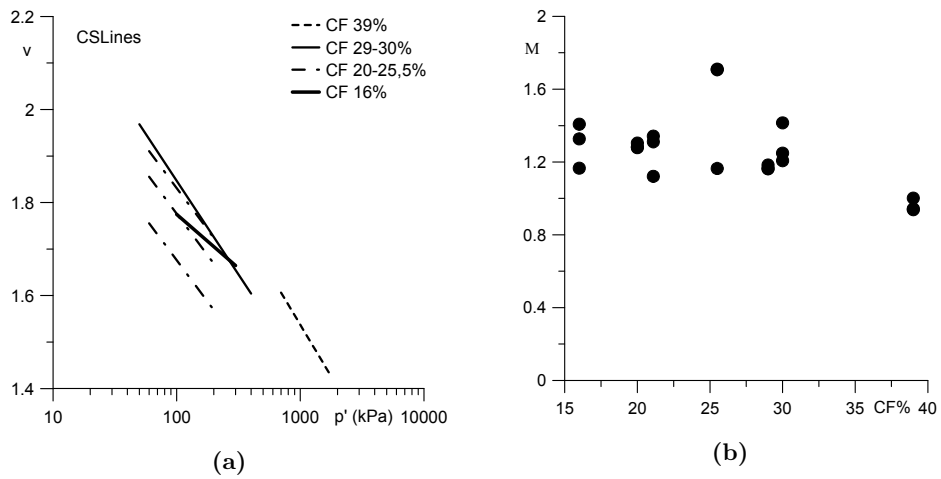 2.2
v
2
1.8
1.6
1.4
CSLines
CF 39%
CF 29-30%
CF 20-25,5%
CF 16%
10
100
1000
p' (kPa)
10000
(a)
2
M
1.6
1.2
0.8
0.4
0
15
20
25
30
35
CF%
40
(b)